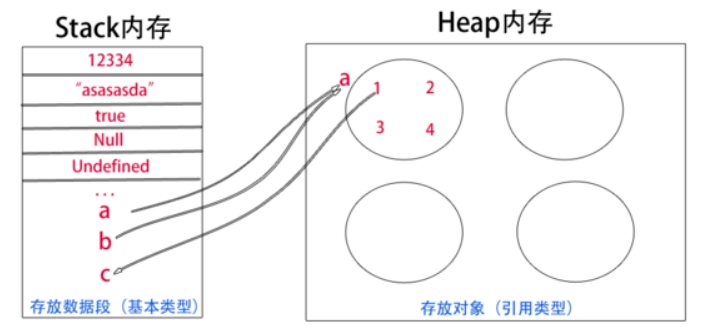 Stack内存
12334
"asasasda"
true
Null
Undefined
...
a
b
c
存放数据段（基本类型）
Heap内存
a
1 2
3 4
存放对象（引用类型）